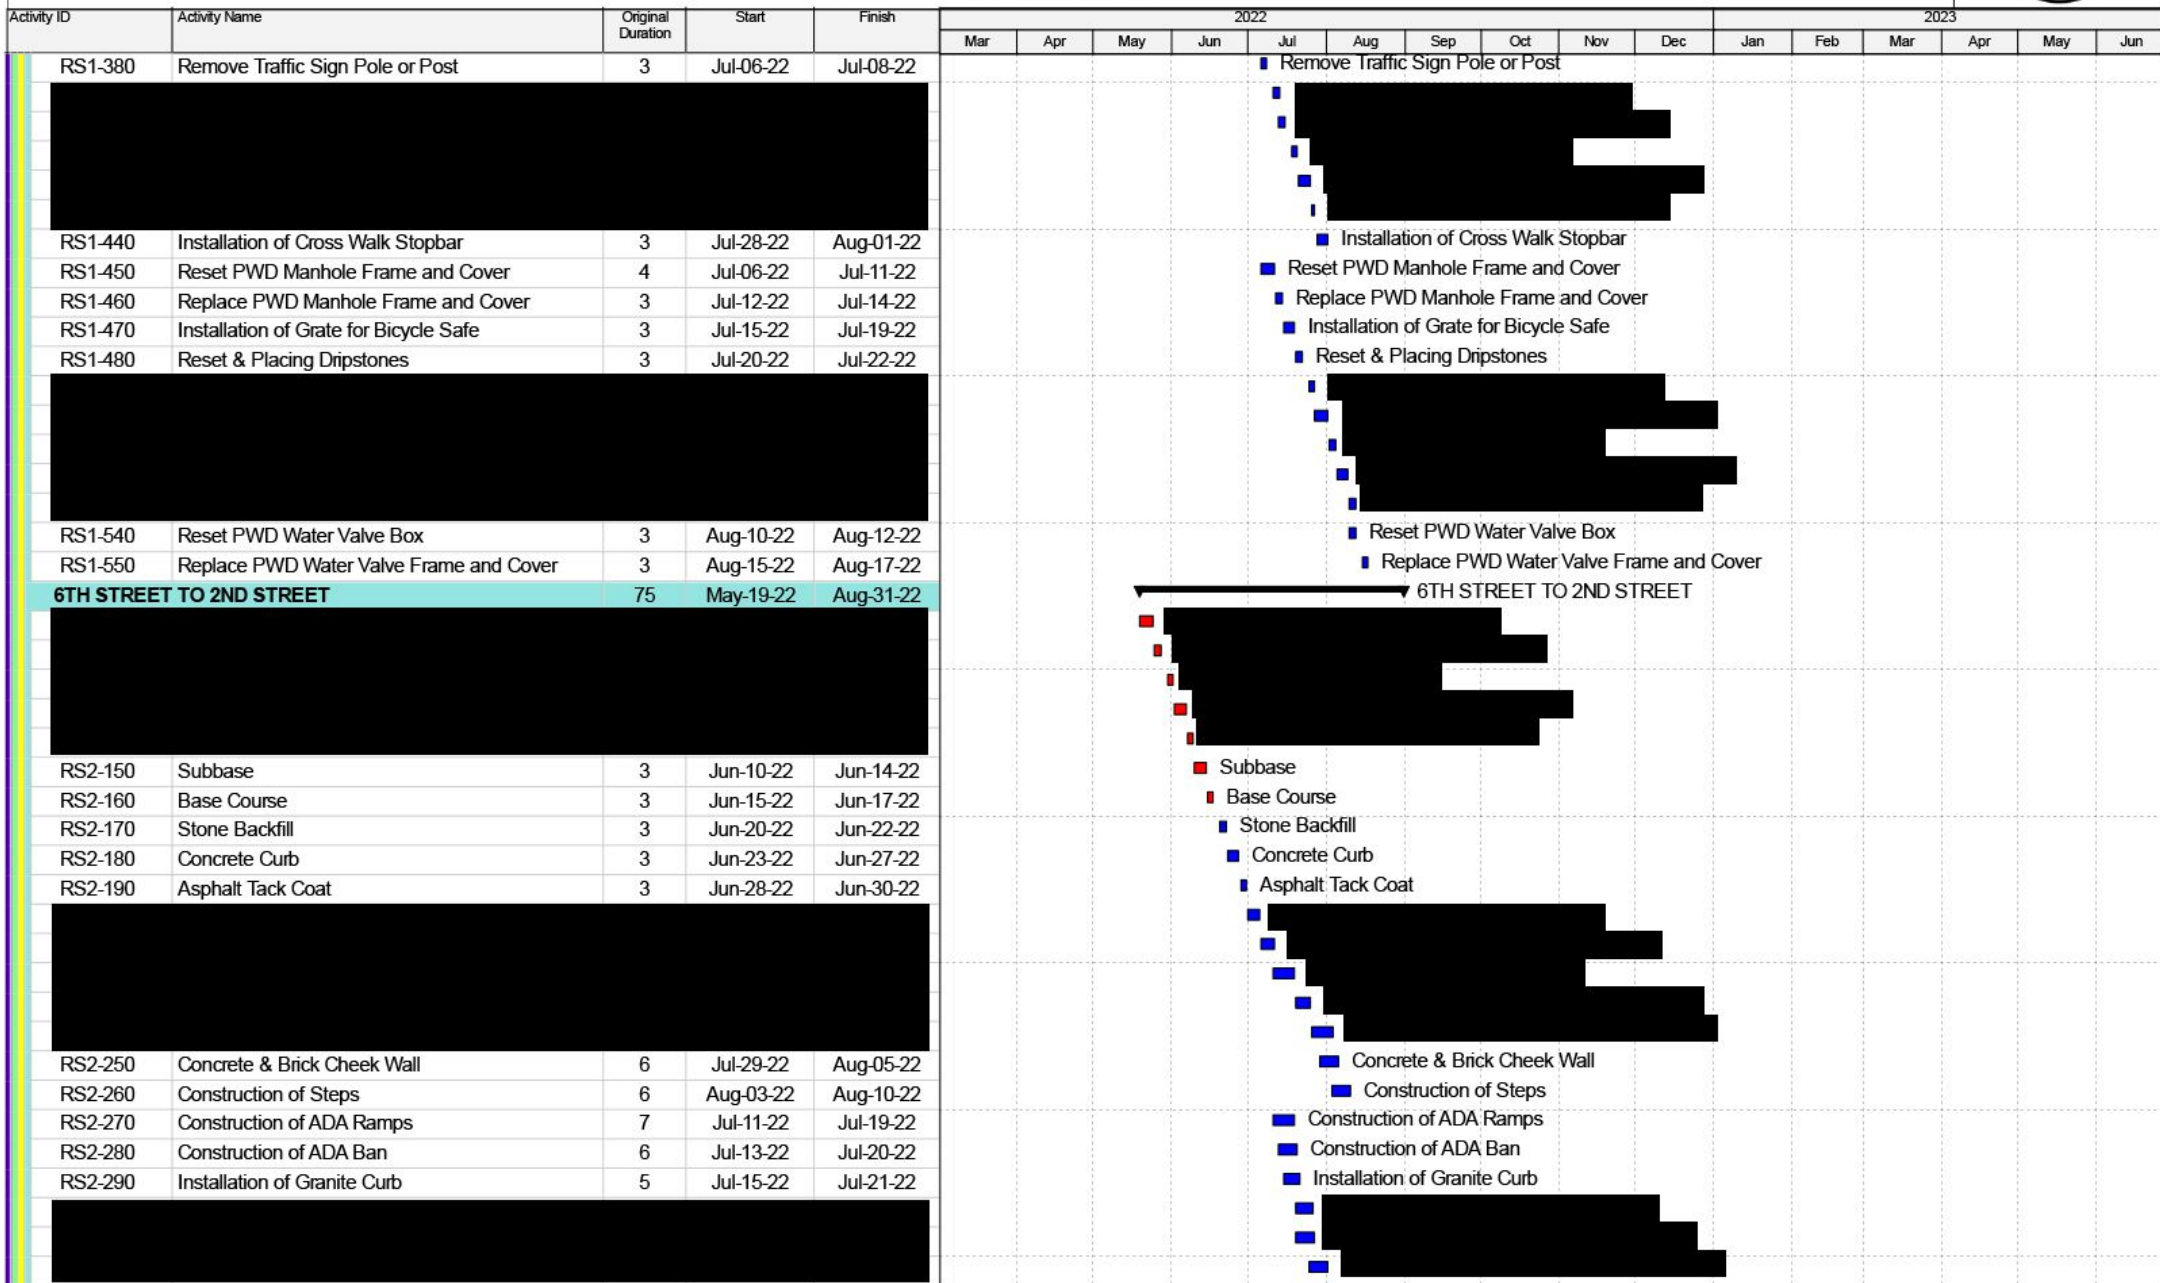 Activity ID Activity Name Original Duration Start Finish 2022 2023
Mar Apr May Jun Jul Aug Sep Oct Nov Dec Jan Feb Mar Apr May Jun
RS1-380 Remove Traffic Sign Pole or Post 3 Jul-06-22 Jul-08-22 Remove Traffic Sign Pole or Post
RS1-440 Installation of Cross Walk Stopbar 3 Jul-28-22 Aug-01-22 Installation of Cross Walk Stopbar
RS1-450 Reset PWD Manhole Frame and Cover 4 Jul-06-22 Jul-11-22 Reset PWD Manhole Frame and Cover
RS1-460 Replace PWD Manhole Frame and Cover 3 Jul-12-22 Jul-14-22 Replace PWD Manhole Frame and Cover
RS1-470 Installation of Grate for Bicycle Safe 3 Jul-15-22 Jul-19-22 Installation of Grate for Bicycle Safe
RS1-480 Reset & Placing Dripstones 3 Jul-20-22 Jul-22-22 Reset & Placing Dripstones
RS1-540 Reset PWD Water Valve Box 3 Aug-10-22 Aug-12-22 Reset PWD Water Valve Box
RS1-550 Replace PWD Water Valve Frame and Cover 3 Aug-15-22 Aug-17-22 Replace PWD Water Valve Frame and Cover
6TH STREET TO 2ND STREET 75 May-19-22 Aug-31-22 6TH STREET TO 2ND STREET
RS2-150 Subbase 3 Jun-10-22 Jun-14-22 Subbase
RS2-160 Base Course 3 Jun-15-22 Jun-17-22 Base Course
RS2-170 Stone Backfill 3 Jun-20-22 Jun-22-22 Stone Backfill
RS2-180 Concrete Curb 3 Jun-23-22 Jun-27-22 Concrete Curb
RS2-190 Asphalt Tack Coat 3 Jun-28-22 Jun-30-22 Asphalt Tack Coat
RS2-250 Concrete & Brick Cheek Wall 6 Jul-29-22 Aug-05-22 Concrete & Brick Cheek Wall
RS2-260 Construction of Steps 6 Aug-03-22 Aug-10-22 Construction of Steps
RS2-270 Construction of ADA Ramps 7 Jul-11-22 Jul-19-22 Construction of ADA Ramps
RS2-280 Construction of ADA Ban 6 Jul-13-22 Jul-20-22 Construction of ADA Ban
RS2-290 Installation of Granite Curb 5 Jul-15-22 Jul-21-22 Installation of Granite Curb